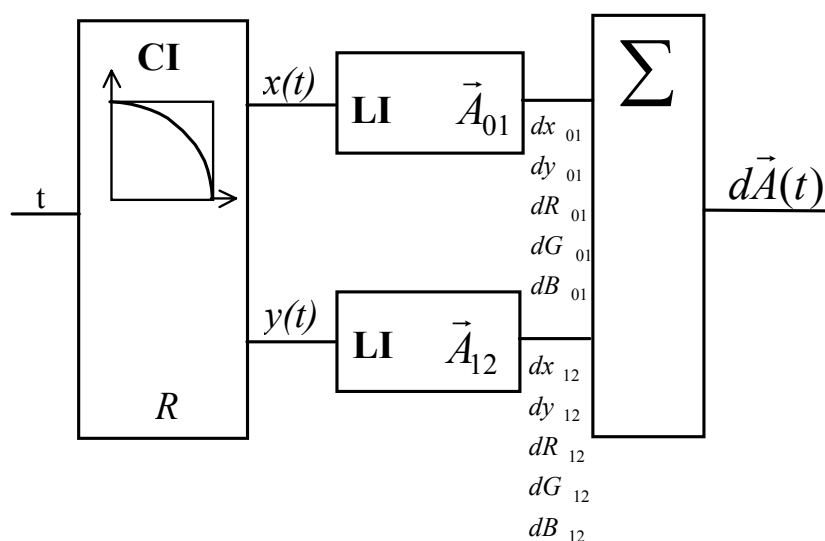 CI
t
R
x(t)
LI A⃗₀₁
dx ₀₁
dy ₀₁
dR ₀₁
dG ₀₁
dB ₀₁
y(t)
LI A⃗₁₂
dx ₁₂
dy ₁₂
dR ₁₂
dG ₁₂
dB ₁₂
Σ
dA⃗(t)